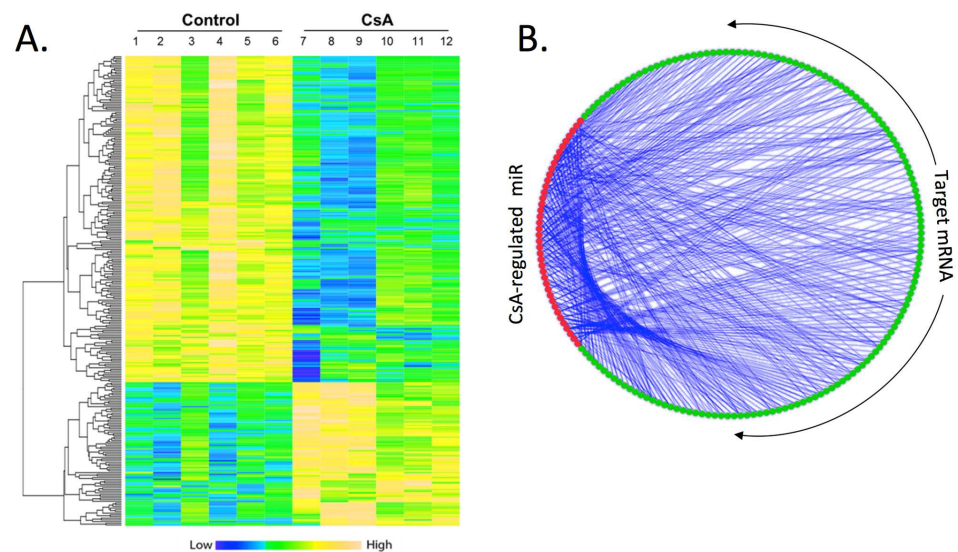 A.
Control CsA
1 2 3 4 5 6 7 8 9 10 11 12
Low High
B.
CsA-regulated miR
Target mRNA